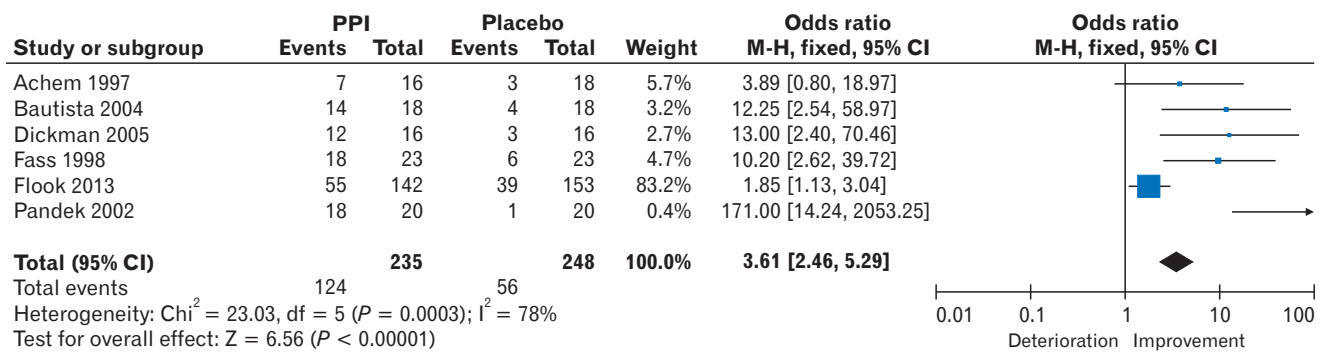 PPI Placebo Odds ratio Odds ratio
Study or subgroup Events Total Events Total Weight M-H, fixed, 95% CI M-H, fixed, 95% CI
Achem 1997 7 16 3 18 5.7% 3.89 [0.80, 18.97]
Bautista 2004 14 18 4 18 3.2% 12.25 [2.54, 58.97]
Dickman 2005 12 16 3 16 2.7% 13.00 [2.40, 70.46]
Fass 1998 18 23 6 23 4.7% 10.20 [2.62, 39.72]
Flook 2013 55 142 39 153 83.2% 1.85 [1.13, 3.04]
Pandek 2002 18 20 1 20 0.4% 171.00 [14.24, 2053.25]
Total (95% CI) 235 248 100.0% 3.61 [2.46, 5.29]
Total events 124 56
Heterogeneity: Chi² = 23.03, df = 5 (P = 0.0003); I² = 78%
0.01 0.1 1 10 100
Test for overall effect: Z = 6.56 (P < 0.00001)
Deterioration Improvement